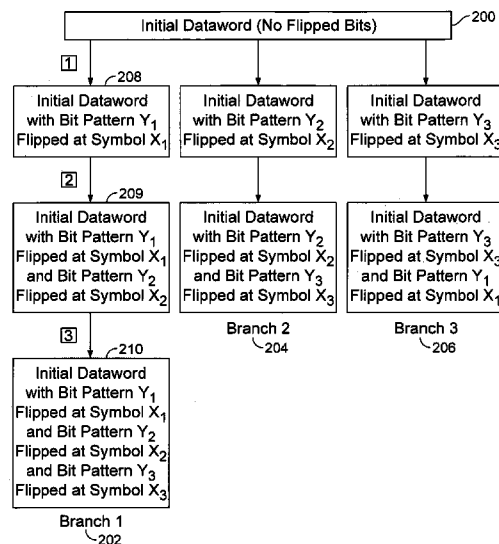 Initial Dataword (No Flipped Bits)
200
1
208
Initial Dataword
with Bit Pattern Y1
Flipped at Symbol X1
Initial Dataword
with Bit Pattern Y2
Flipped at Symbol X2
Initial Dataword
with Bit Pattern Y3
Flipped at Symbol X3
2
209
Initial Dataword
with Bit Pattern Y1
Flipped at Symbol X1
and Bit Pattern Y2
Flipped at Symbol X2
Initial Dataword
with Bit Pattern Y2
Flipped at Symbol X2
and Bit Pattern Y3
Flipped at Symbol X3
Initial Dataword
with Bit Pattern Y3
Flipped at Symbol X3
and Bit Pattern Y1
Flipped at Symbol X1
Branch 2
204
Branch 3
206
3
210
Initial Dataword
with Bit Pattern Y1
Flipped at Symbol X1
and Bit Pattern Y2
Flipped at Symbol X2
and Bit Pattern Y3
Flipped at Symbol X3
Branch 1
202